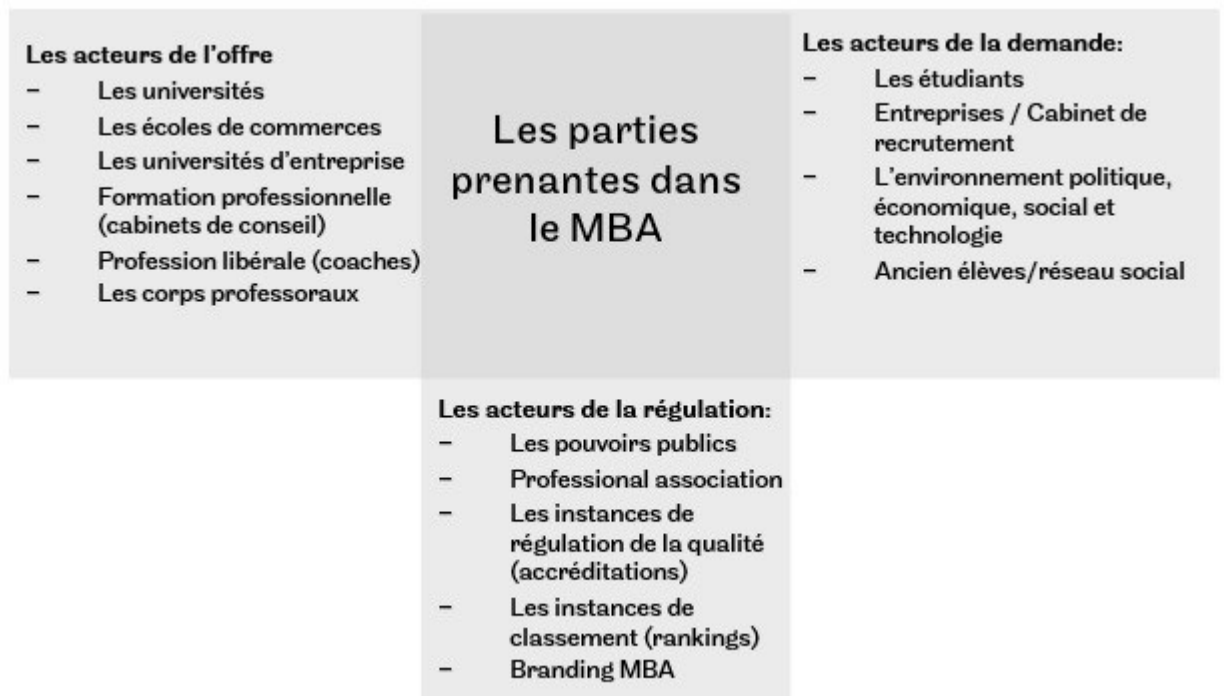 Les acteurs de l'offre
– Les universités
– Les écoles de commerces
– Les universités d'entreprise
– Formation professionnelle
(cabinets de conseil)
– Profession libérale (coaches)
– Les corps professoraux
Les parties
prenantes dans
le MBA
Les acteurs de la demande:
– Les étudiants
– Entreprises / Cabinet de
recrutement
– L'environnement politique,
économique, social et
technologie
– Ancien élèves/réseau social
Les acteurs de la régulation:
– Les pouvoirs publics
– Professional association
– Les instances de
régulation de la qualité
(accréditations)
– Les instances de
classement (rankings)
– Branding MBA